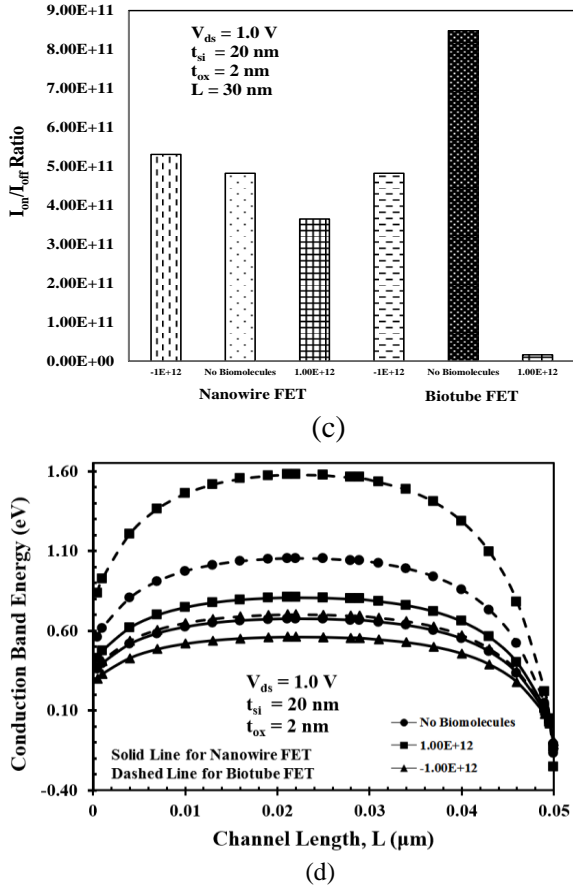 9.00E+11
8.00E+11
7.00E+11
6.00E+11
5.00E+11
4.00E+11
3.00E+11
2.00E+11
1.00E+11
0.00E+00
Ion/Ioff Ratio
Vds = 1.0 V
tsi = 20 nm
tox = 2 nm
L = 30 nm
-1E+12 No Biomolecules 1.00E+12 -1E+12 No Biomolecules 1.00E+12
Nanowire FET Biotube FET
(c)
1.60
1.10
0.60
0.10
-0.40
Conduction Band Energy (eV)
Vds = 1.0 V
tsi = 20 nm
tox = 2 nm
Solid Line for Nanowire FET
Dashed Line for Biotube FET
No Biomolecules
1.00E+12
-1.00E+12
0 0.01 0.02 0.03 0.04 0.05
Channel Length, L (μm)
(d)